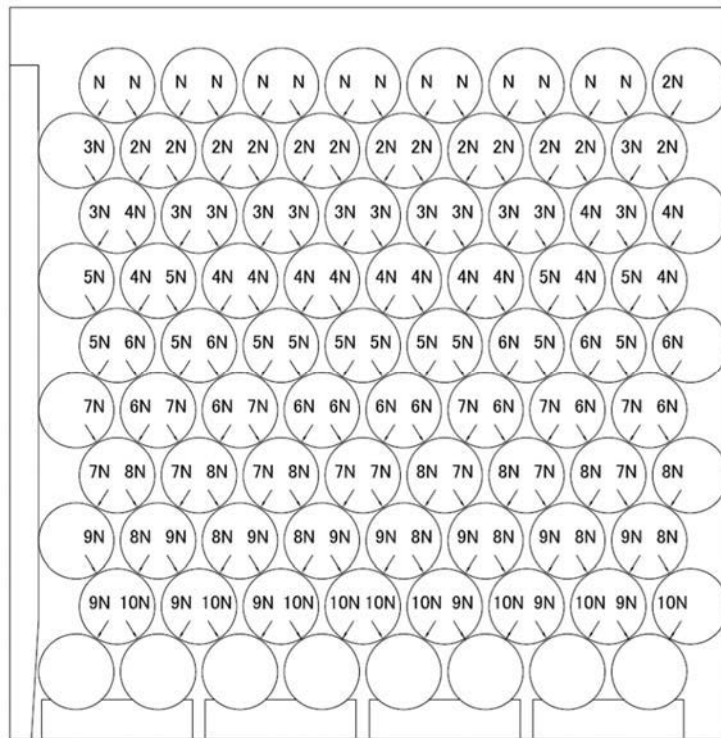 N N N N N N N N N N N N N N 2N
3N 2N 2N 2N 2N 2N 2N 2N 2N 2N 2N 2N 2N 3N 2N
3N 4N 3N 3N 3N 3N 3N 3N 3N 3N 3N 3N 4N 3N 4N
5N 4N 5N 4N 4N 4N 4N 4N 4N 4N 4N 5N 4N 5N 4N
5N 6N 5N 6N 5N 5N 5N 5N 5N 5N 6N 5N 6N 5N 6N
7N 6N 7N 6N 7N 6N 6N 6N 6N 7N 6N 7N 6N 7N 6N
7N 8N 7N 8N 7N 8N 7N 7N 8N 7N 8N 7N 8N 7N 8N
9N 8N 9N 8N 9N 8N 9N 9N 8N 9N 8N 9N 8N 9N 8N
9N 10N 9N 10N 9N 10N 10N 10N 10N 9N 10N 9N 10N 9N 10N